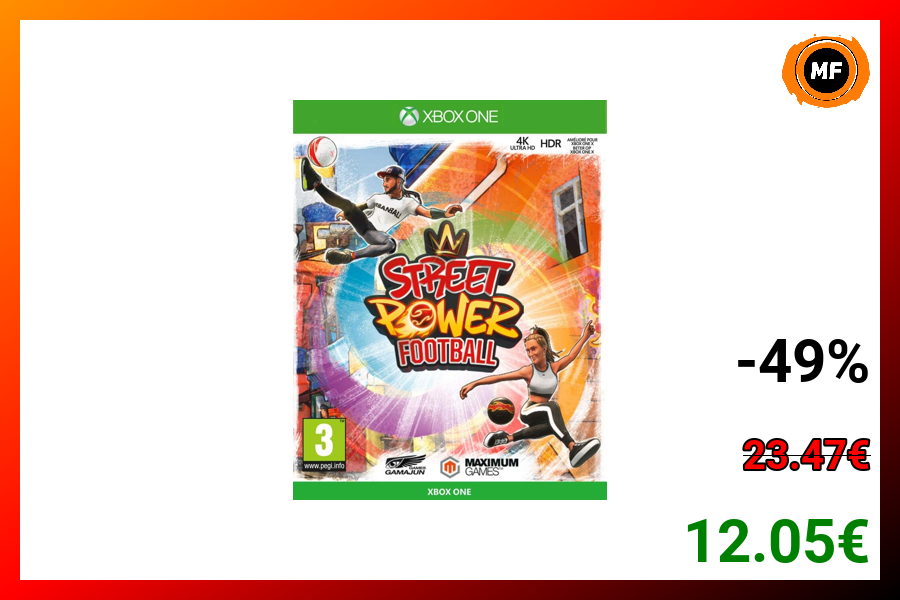 MF
XBOX ONE
4K
ULTRA HD
HDR
AMÉLIORÉ POUR
XBOX ONE X
BETER OP
XBOX ONE X
STREET
POWER
FOOTBALL
3
www.pegi.info
GAMAJUN
GAMES
MAXIMUM
GAMES™
XBOX ONE
-49%
23.47€
12.05€